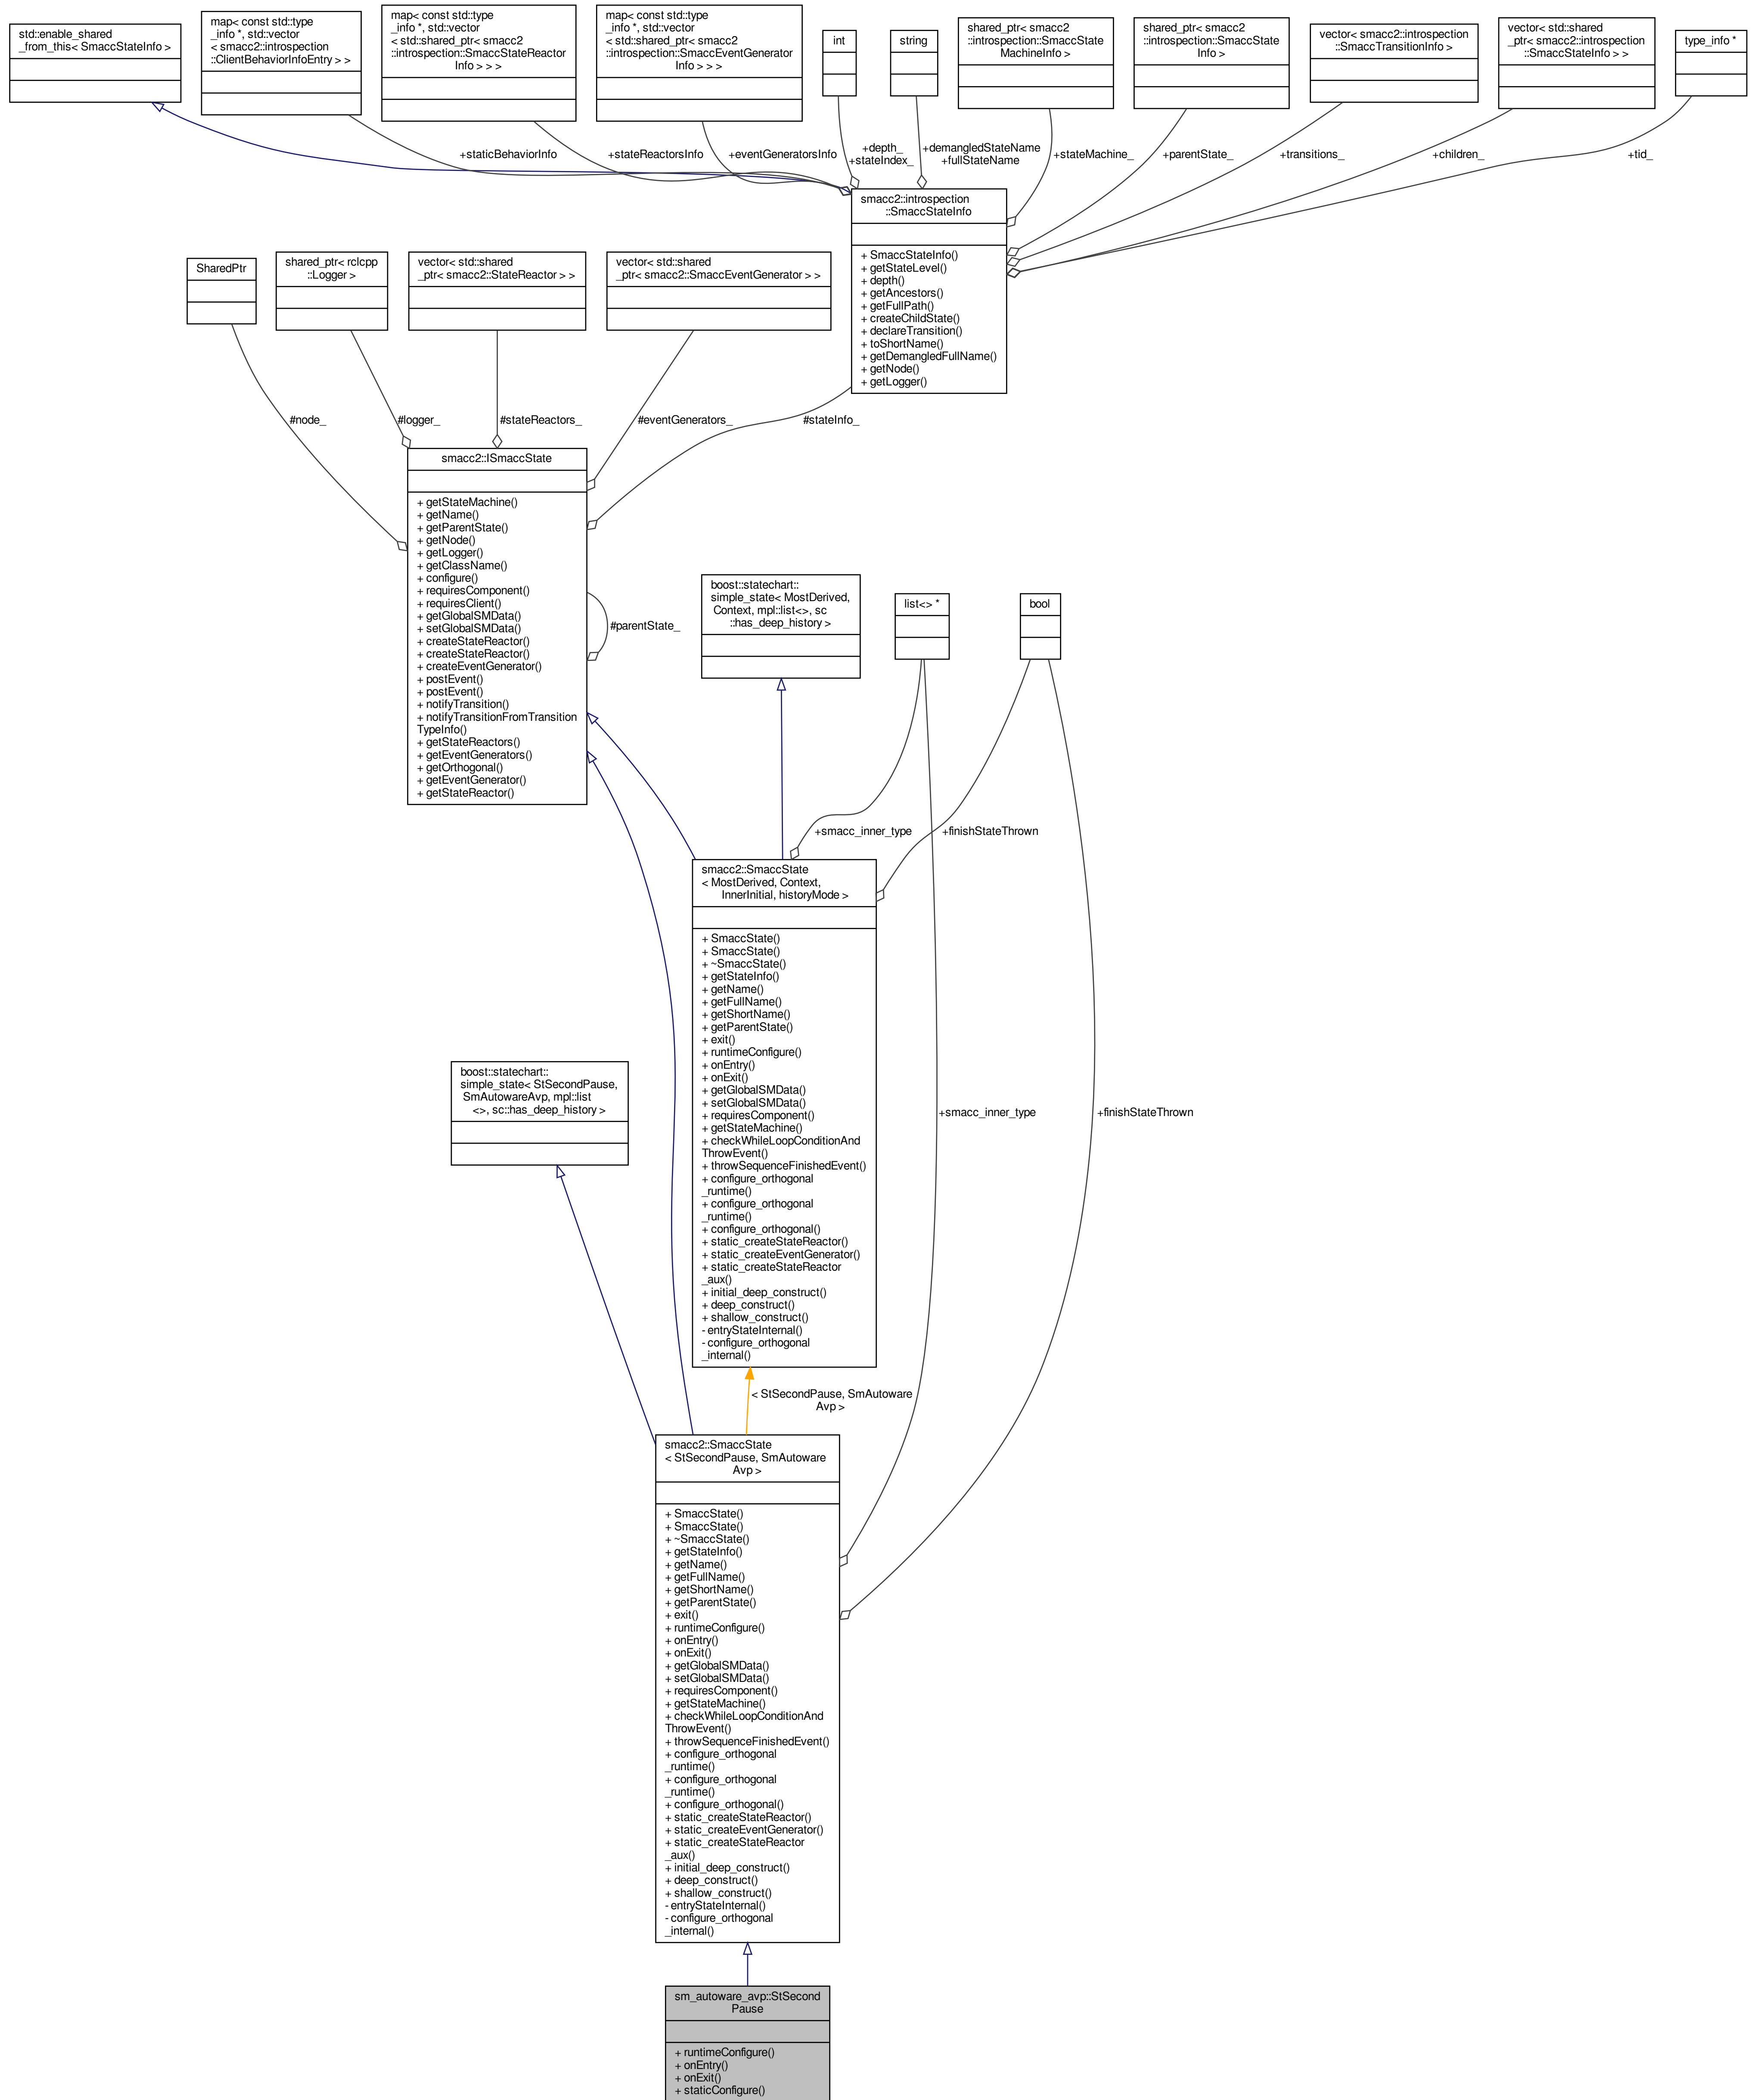 std::enable_shared
_from_this< SmaccStateInfo >
map< const std::type
_info *, std::vector
< smacc2::introspection
::ClientBehaviorInfoEntry > >
map< const std::type
_info *, std::vector
< std::shared_ptr< smacc2
::introspection::SmaccStateReactor
Info > > >
map< const std::type
_info *, std::vector
< std::shared_ptr< smacc2
::introspection::SmaccEventGenerator
Info > > >
int
string
shared_ptr< smacc2
::introspection::SmaccState
MachineInfo >
shared_ptr< smacc2
::introspection::SmaccState
Info >
vector< smacc2::introspection
::SmaccTransitionInfo >
vector< std::shared
_ptr< smacc2::introspection
::SmaccStateInfo > >
type_info *
+staticBehaviorInfo
+stateReactorsInfo
+eventGeneratorsInfo
+depth_
+stateIndex_
+demangledStateName
+fullStateName
+stateMachine_
+parentState_
+transitions_
+children_
+tid_
smacc2::introspection
::SmaccStateInfo
+ SmaccStateInfo()
+ getStateLevel()
+ depth()
+ getAncestors()
+ getFullPath()
+ createChildState()
+ declareTransition()
+ toShortName()
+ getDemangledFullName()
+ getNode()
+ getLogger()
SharedPtr
shared_ptr< rclcpp
::Logger >
vector< std::shared
_ptr< smacc2::StateReactor > >
vector< std::shared
_ptr< smacc2::SmaccEventGenerator > >
#node_
#logger_
#stateReactors_
#eventGenerators_
#stateInfo_
smacc2::ISmaccState
+ getStateMachine()
+ getName()
+ getParentState()
+ getNode()
+ getLogger()
+ getClassName()
+ configure()
+ requiresComponent()
+ requiresClient()
+ getGlobalSMData()
+ setGlobalSMData()
+ createStateReactor()
+ createStateReactor()
+ createEventGenerator()
+ postEvent()
+ postEvent()
+ notifyTransition()
+ notifyTransitionFromTransition
TypeInfo()
+ getStateReactors()
+ getEventGenerators()
+ getOrthogonal()
+ getEventGenerator()
+ getStateReactor()
#parentState_
boost::statechart::
simple_state< MostDerived,
Context, mpl::list<>, sc
::has_deep_history >
list<> *
bool
+smacc_inner_type
+finishStateThrown
smacc2::SmaccState
< MostDerived, Context,
InnerInitial, historyMode >
+ SmaccState()
+ SmaccState()
+ ~SmaccState()
+ getStateInfo()
+ getName()
+ getFullName()
+ getShortName()
+ getParentState()
+ exit()
+ runtimeConfigure()
+ onEntry()
+ onExit()
+ getGlobalSMData()
+ setGlobalSMData()
+ requiresComponent()
+ getStateMachine()
+ checkWhileLoopConditionAnd
ThrowEvent()
+ throwSequenceFinishedEvent()
+ configure_orthogonal
_runtime()
+ configure_orthogonal
_runtime()
+ configure_orthogonal()
+ static_createStateReactor()
+ static_createEventGenerator()
+ static_createStateReactor
_aux()
+ initial_deep_construct()
+ deep_construct()
+ shallow_construct()
- entryStateInternal()
- configure_orthogonal
_internal()
boost::statechart::
simple_state< StSecondPause,
SmAutowareAvp, mpl::list
<>, sc::has_deep_history >
+smacc_inner_type
+finishStateThrown
< StSecondPause, SmAutoware
Avp >
smacc2::SmaccState
< StSecondPause, SmAutoware
Avp >
+ SmaccState()
+ SmaccState()
+ ~SmaccState()
+ getStateInfo()
+ getName()
+ getFullName()
+ getShortName()
+ getParentState()
+ exit()
+ runtimeConfigure()
+ onEntry()
+ onExit()
+ getGlobalSMData()
+ setGlobalSMData()
+ requiresComponent()
+ getStateMachine()
+ checkWhileLoopConditionAnd
ThrowEvent()
+ throwSequenceFinishedEvent()
+ configure_orthogonal
_runtime()
+ configure_orthogonal
_runtime()
+ configure_orthogonal()
+ static_createStateReactor()
+ static_createEventGenerator()
+ static_createStateReactor
_aux()
+ initial_deep_construct()
+ deep_construct()
+ shallow_construct()
- entryStateInternal()
- configure_orthogonal
_internal()
sm_autoware_avp::StSecond
Pause
+ runtimeConfigure()
+ onEntry()
+ onExit()
+ staticConfigure()